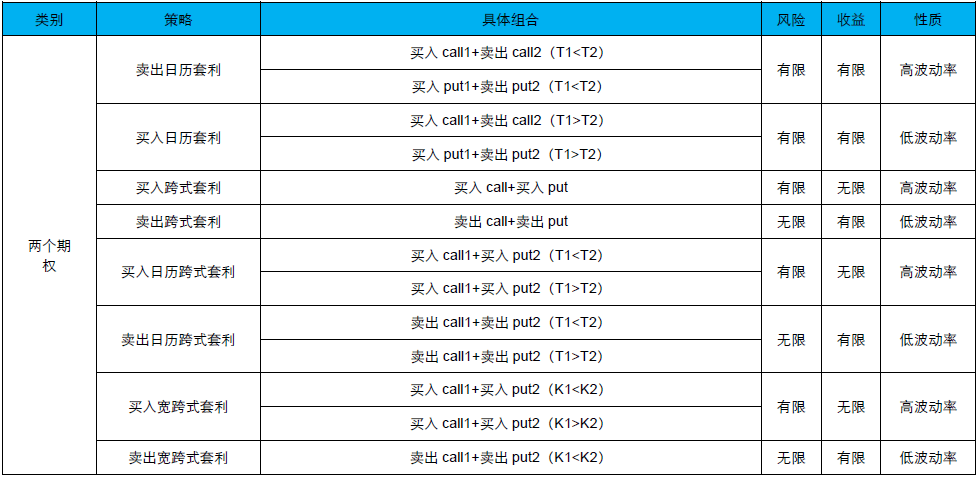 类别 策略 具体组合 风险 收益 性质
两个期
权
卖出日历套利
买入 call1+卖出 call2（T1<T2）
买入 put1+卖出 put2（T1<T2）
有限 有限 高波动率
买入日历套利
买入 call1+卖出 call2（T1>T2）
买入 put1+卖出 put2（T1>T2）
有限 有限 低波动率
买入跨式套利 买入 call+买入 put 有限 无限 高波动率
卖出跨式套利 卖出 call+卖出 put 无限 有限 低波动率
买入日历跨式套利
买入 call1+买入 put2（T1<T2）
买入 call1+买入 put2（T1>T2）
有限 无限 高波动率
卖出日历跨式套利
卖出 call1+卖出 put2（T1<T2）
卖出 call1+卖出 put2（T1>T2）
无限 有限 低波动率
买入宽跨式套利
买入 call1+买入 put2（K1<K2）
买入 call1+买入 put2（K1>K2）
有限 无限 高波动率
卖出宽跨式套利 卖出 call1+卖出 put2（K1<K2） 无限 有限 低波动率